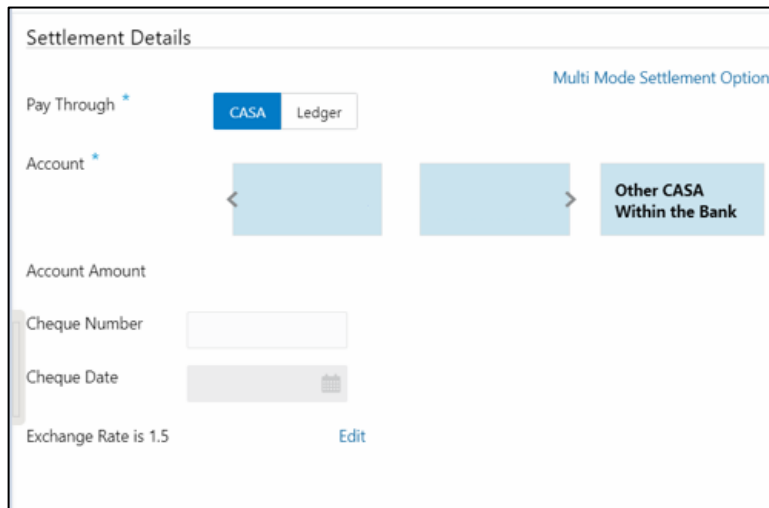 Settlement Details
Multi Mode Settlement Option
Pay Through *
CASA Ledger
Account *
Other CASA
Within the Bank
Account Amount
Cheque Number
Cheque Date
Exchange Rate is 1.5 Edit